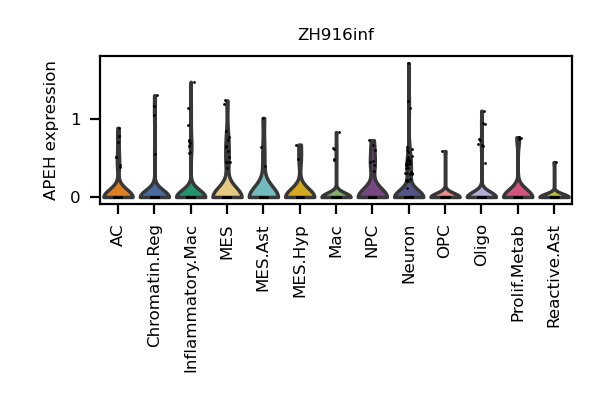 ZH916inf
APEH expression
1
0
AC
Chromatin.Reg
Inflammatory.Mac
MES
MES.Ast
MES.Hyp
Mac
NPC
Neuron
OPC
Oligo
Prolif.Metab
Reactive.Ast